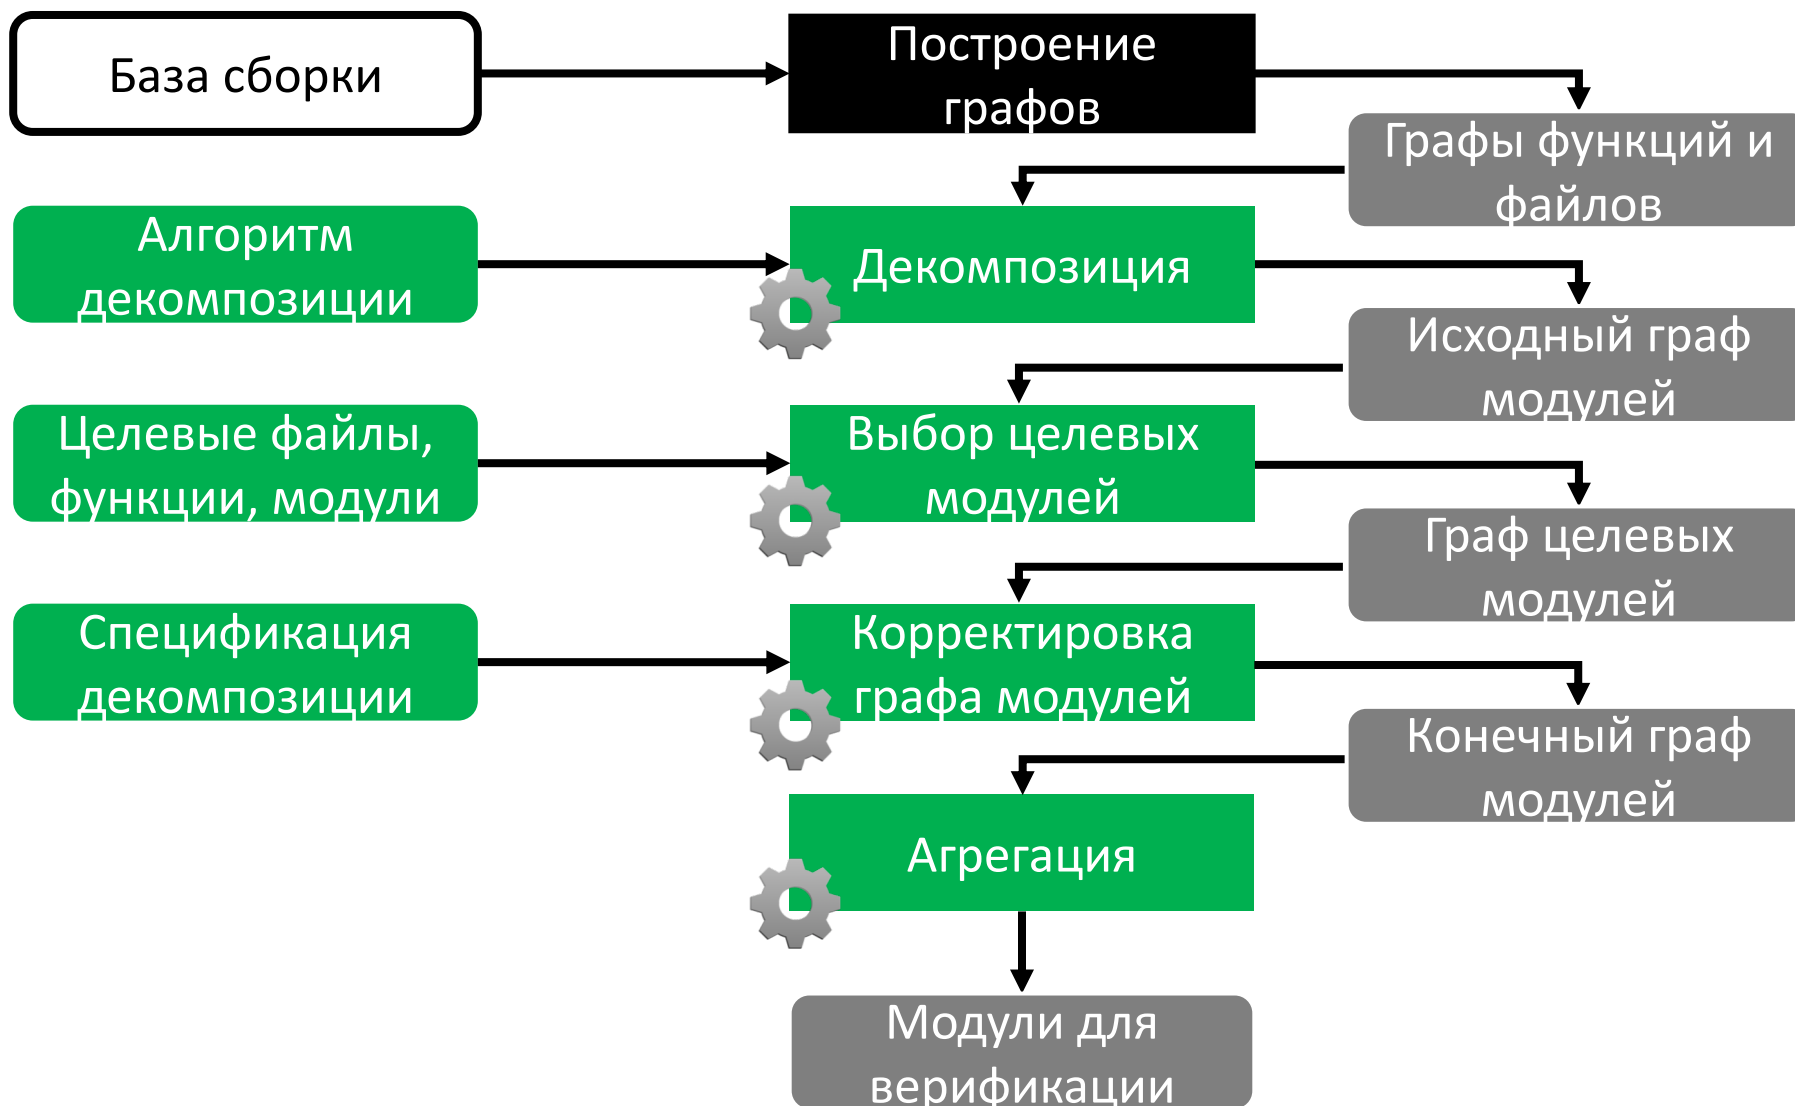 База сборки
Построение
графов
Графы функций и
файлов
Алгоритм
декомпозиции
Декомпозиция
Исходный граф
модулей
Целевые файлы,
функции, модули
Выбор целевых
модулей
Граф целевых
модулей
Спецификация
декомпозиции
Корректировка
графа модулей
Конечный граф
модулей
Агрегация
Модули для
верификации